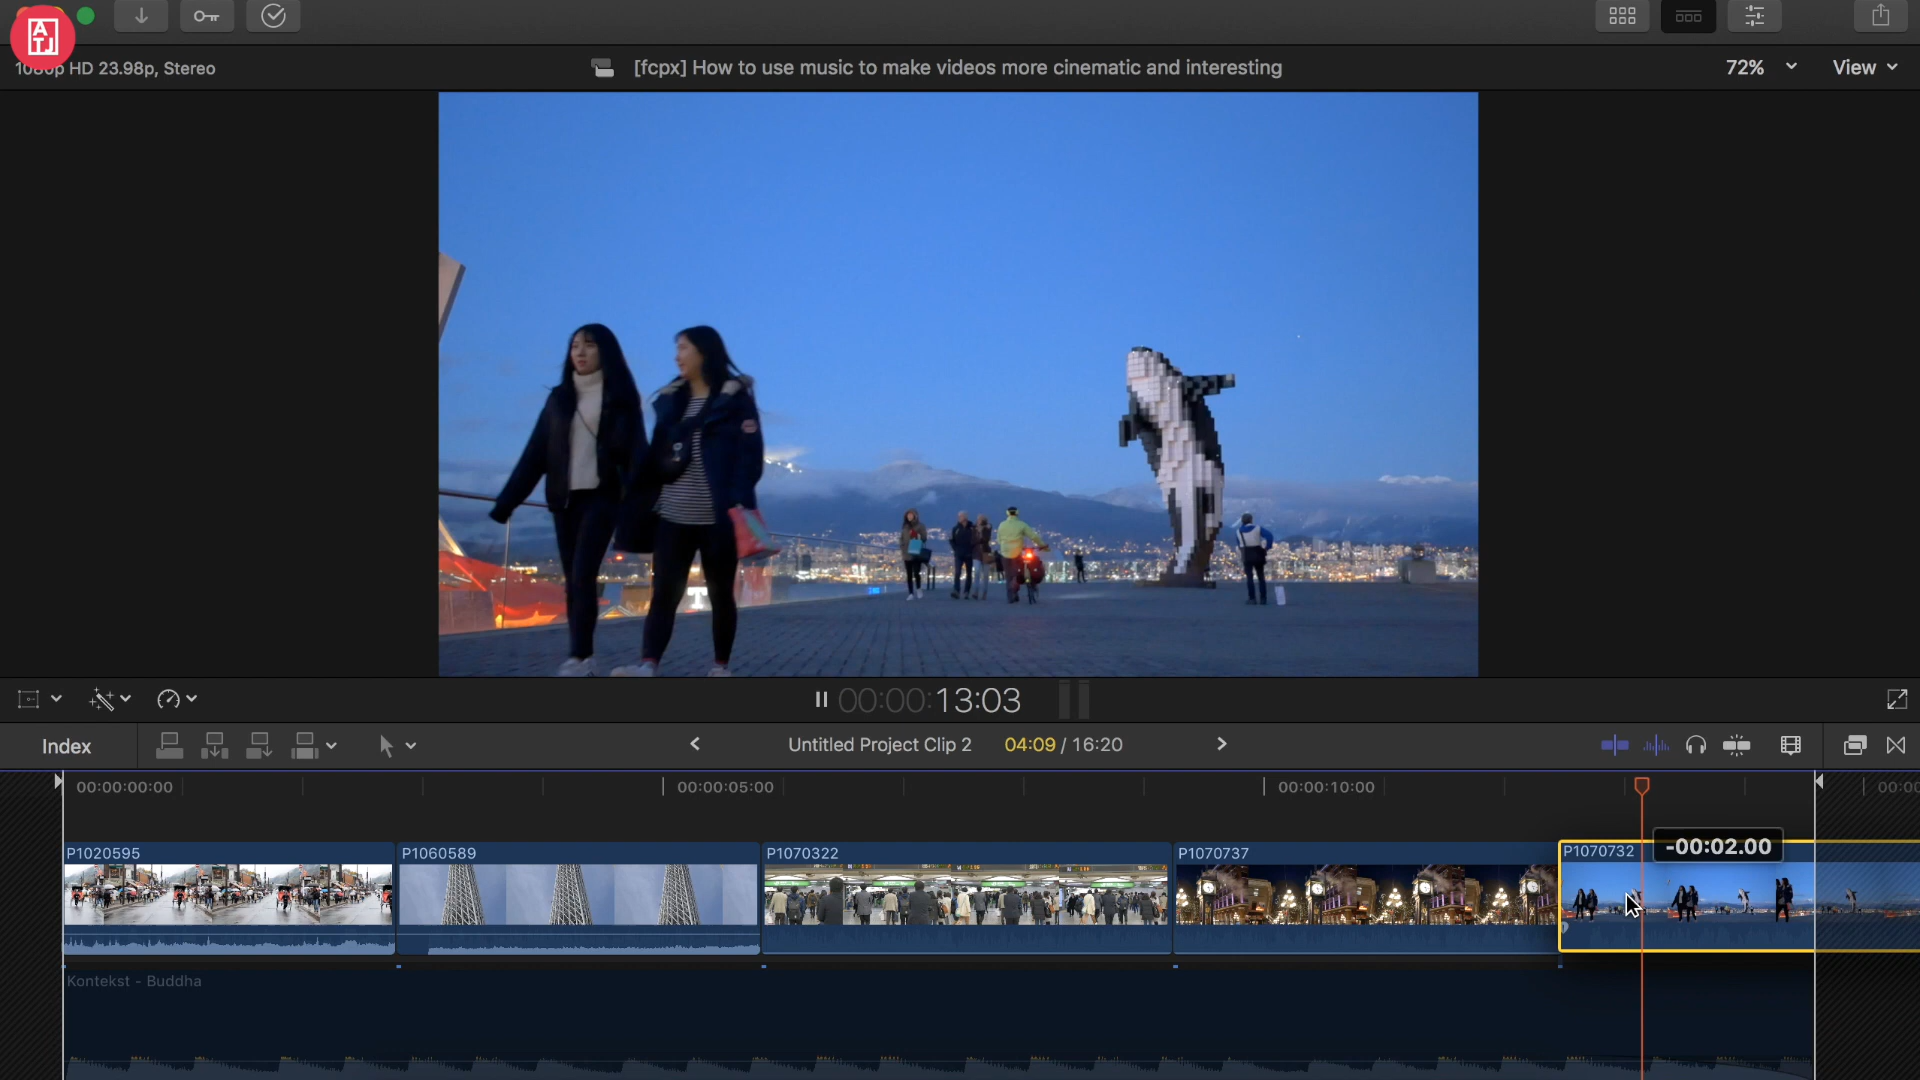 ATJ
1080p HD 23.98p, Stereo
[fcpx] How to use music to make videos more cinematic and interesting
72%
View
00:00:13:03
Index
Untitled Project Clip 2
04:09 / 16:20
00:00:00:00
00:00:05:00
00:00:10:00
P1020595
P1060589
P1070322
P1070737
P1070732
-00:02.00
Kontekst - Buddha